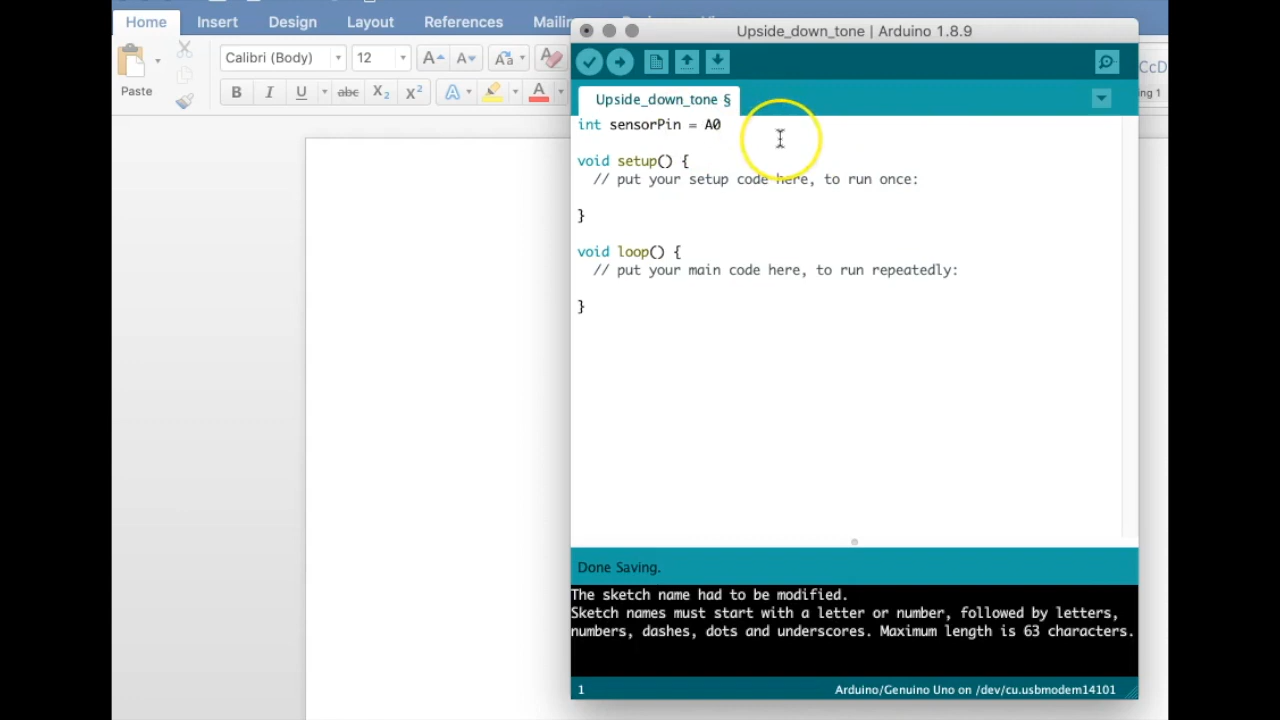 Home Insert Design Layout References
Upside_down_tone | Arduino 1.8.9
Calibri (Body) 12
Paste
Upside_down_tone §
int sensorPin = A0
void setup() {
// put your setup code here, to run once:
}
void loop() {
// put your main code here, to run repeatedly:
}
Done Saving.
The sketch name had to be modified.
Sketch names must start with a letter or number, followed by letters,
numbers, dashes, dots and underscores. Maximum length is 63 characters.
1 Arduino/Genuino Uno on /dev/cu.usbmodem14101